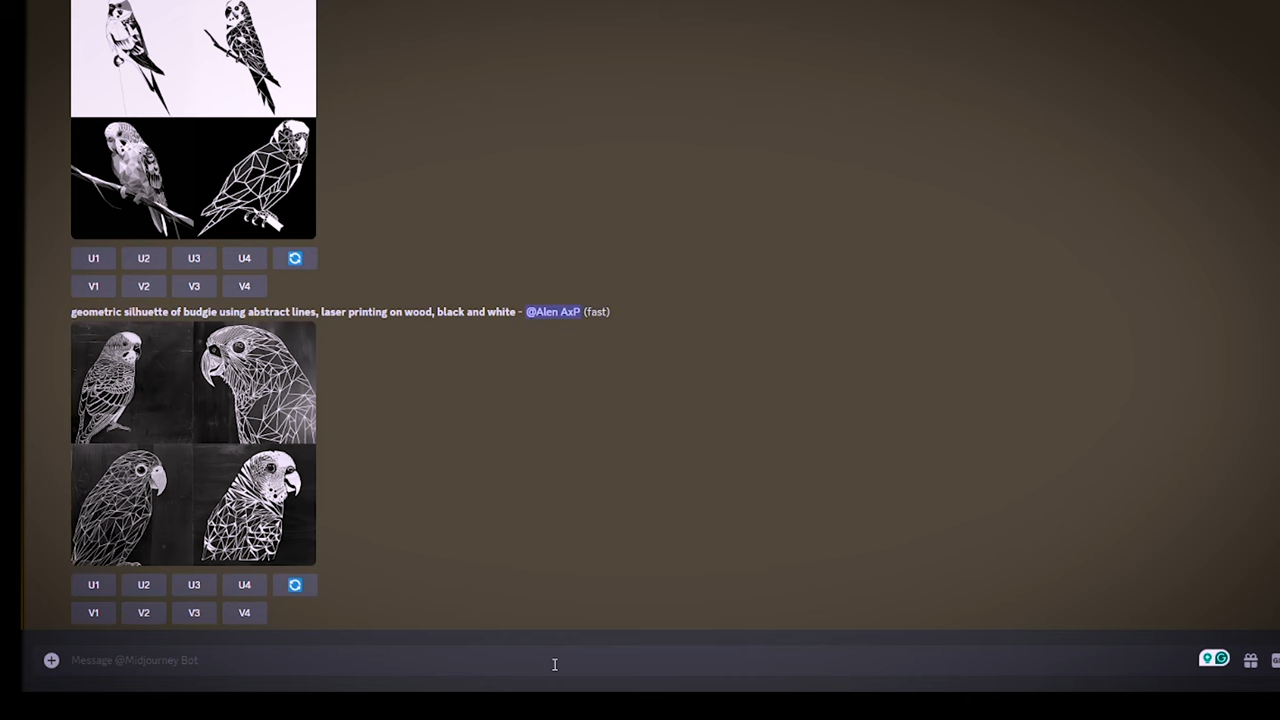 U1 U2 U3 U4
V1 V2 V3 V4
geometric silhuette of budgie using abstract lines, laser printing on wood, black and white - @Alen AxP (fast)
U1 U2 U3 U4
V1 V2 V3 V4
Message @Midjourney Bot